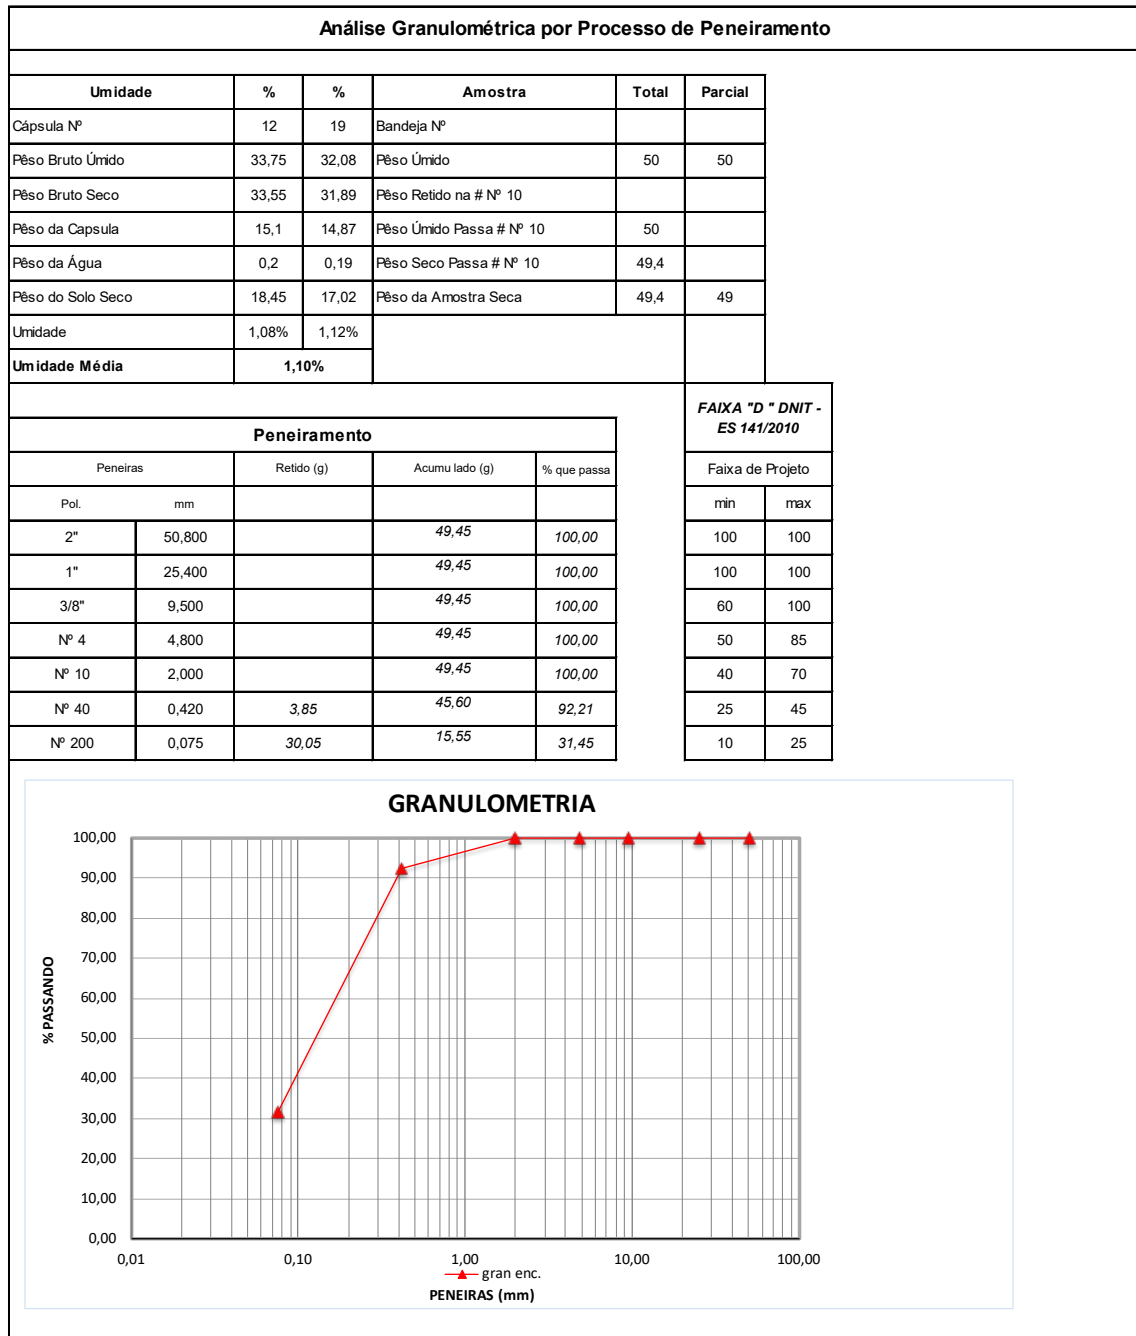 Análise Granulométrica por Processo de Peneiramento
Umidade % % Amostra Total Parcial
Cápsula Nº 12 19 Bandeja Nº
Pêso Bruto Úmido 33,75 32,08 Pêso Úmido 50 50
Pêso Bruto Seco 33,55 31,89 Pêso Retido na # Nº 10
Pêso da Capsula 15,1 14,87 Pêso Úmido Passa # Nº 10 50
Pêso da Água 0,2 0,19 Pêso Seco Passa # Nº 10 49,4
Pêso do Solo Seco 18,45 17,02 Pêso da Amostra Seca 49,4 49
Umidade 1,08% 1,12%
Umidade Média 1,10%
FAIXA "D " DNIT -
ES 141/2010
Peneiramento
Peneiras Retido (g) Acumu lado (g) % que passa Faixa de Projeto
Pol. mm min max
2" 50,800 49,45 100,00 100 100
1" 25,400 49,45 100,00 100 100
3/8" 9,500 49,45 100,00 60 100
Nº 4 4,800 49,45 100,00 50 85
Nº 10 2,000 49,45 100,00 40 70
Nº 40 0,420 3,85 45,60 92,21 25 45
Nº 200 0,075 30,05 15,55 31,45 10 25
GRANULOMETRIA
100,00
90,00
80,00
70,00
60,00
50,00
40,00
30,00
20,00
10,00
0,00
% PASSANDO
0,01 0,10 1,00 10,00 100,00
gran enc.
PENEIRAS (mm)